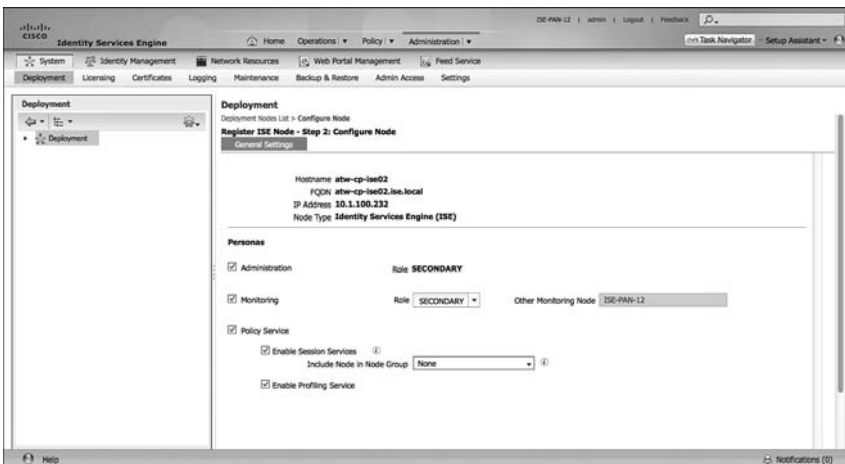 ISE-PAN-12 | admin | Logout | Feedback
cisco Identity Services Engine
Home Operations Policy Administration
Task Navigator Setup Assistant
System Identity Management Network Resources Web Portal Management Feed Service
Deployment Licensing Certificates Logging Maintenance Backup & Restore Admin Access Settings
Deployment
Deployment
Deployment
Deployment Nodes List > Configure Node
Register ISE Node - Step 2: Configure Node
General Settings
Hostname atw-cp-ise02
FQDN atw-cp-ise02.ise.local
IP Address 10.1.100.232
Node Type Identity Services Engine (ISE)
Personas
Administration Role SECONDARY
Monitoring Role SECONDARY Other Monitoring Node ISE-PAN-12
Policy Service
Enable Session Services
Include Node in Node Group None
Enable Profiling Service
Help Notifications (0)